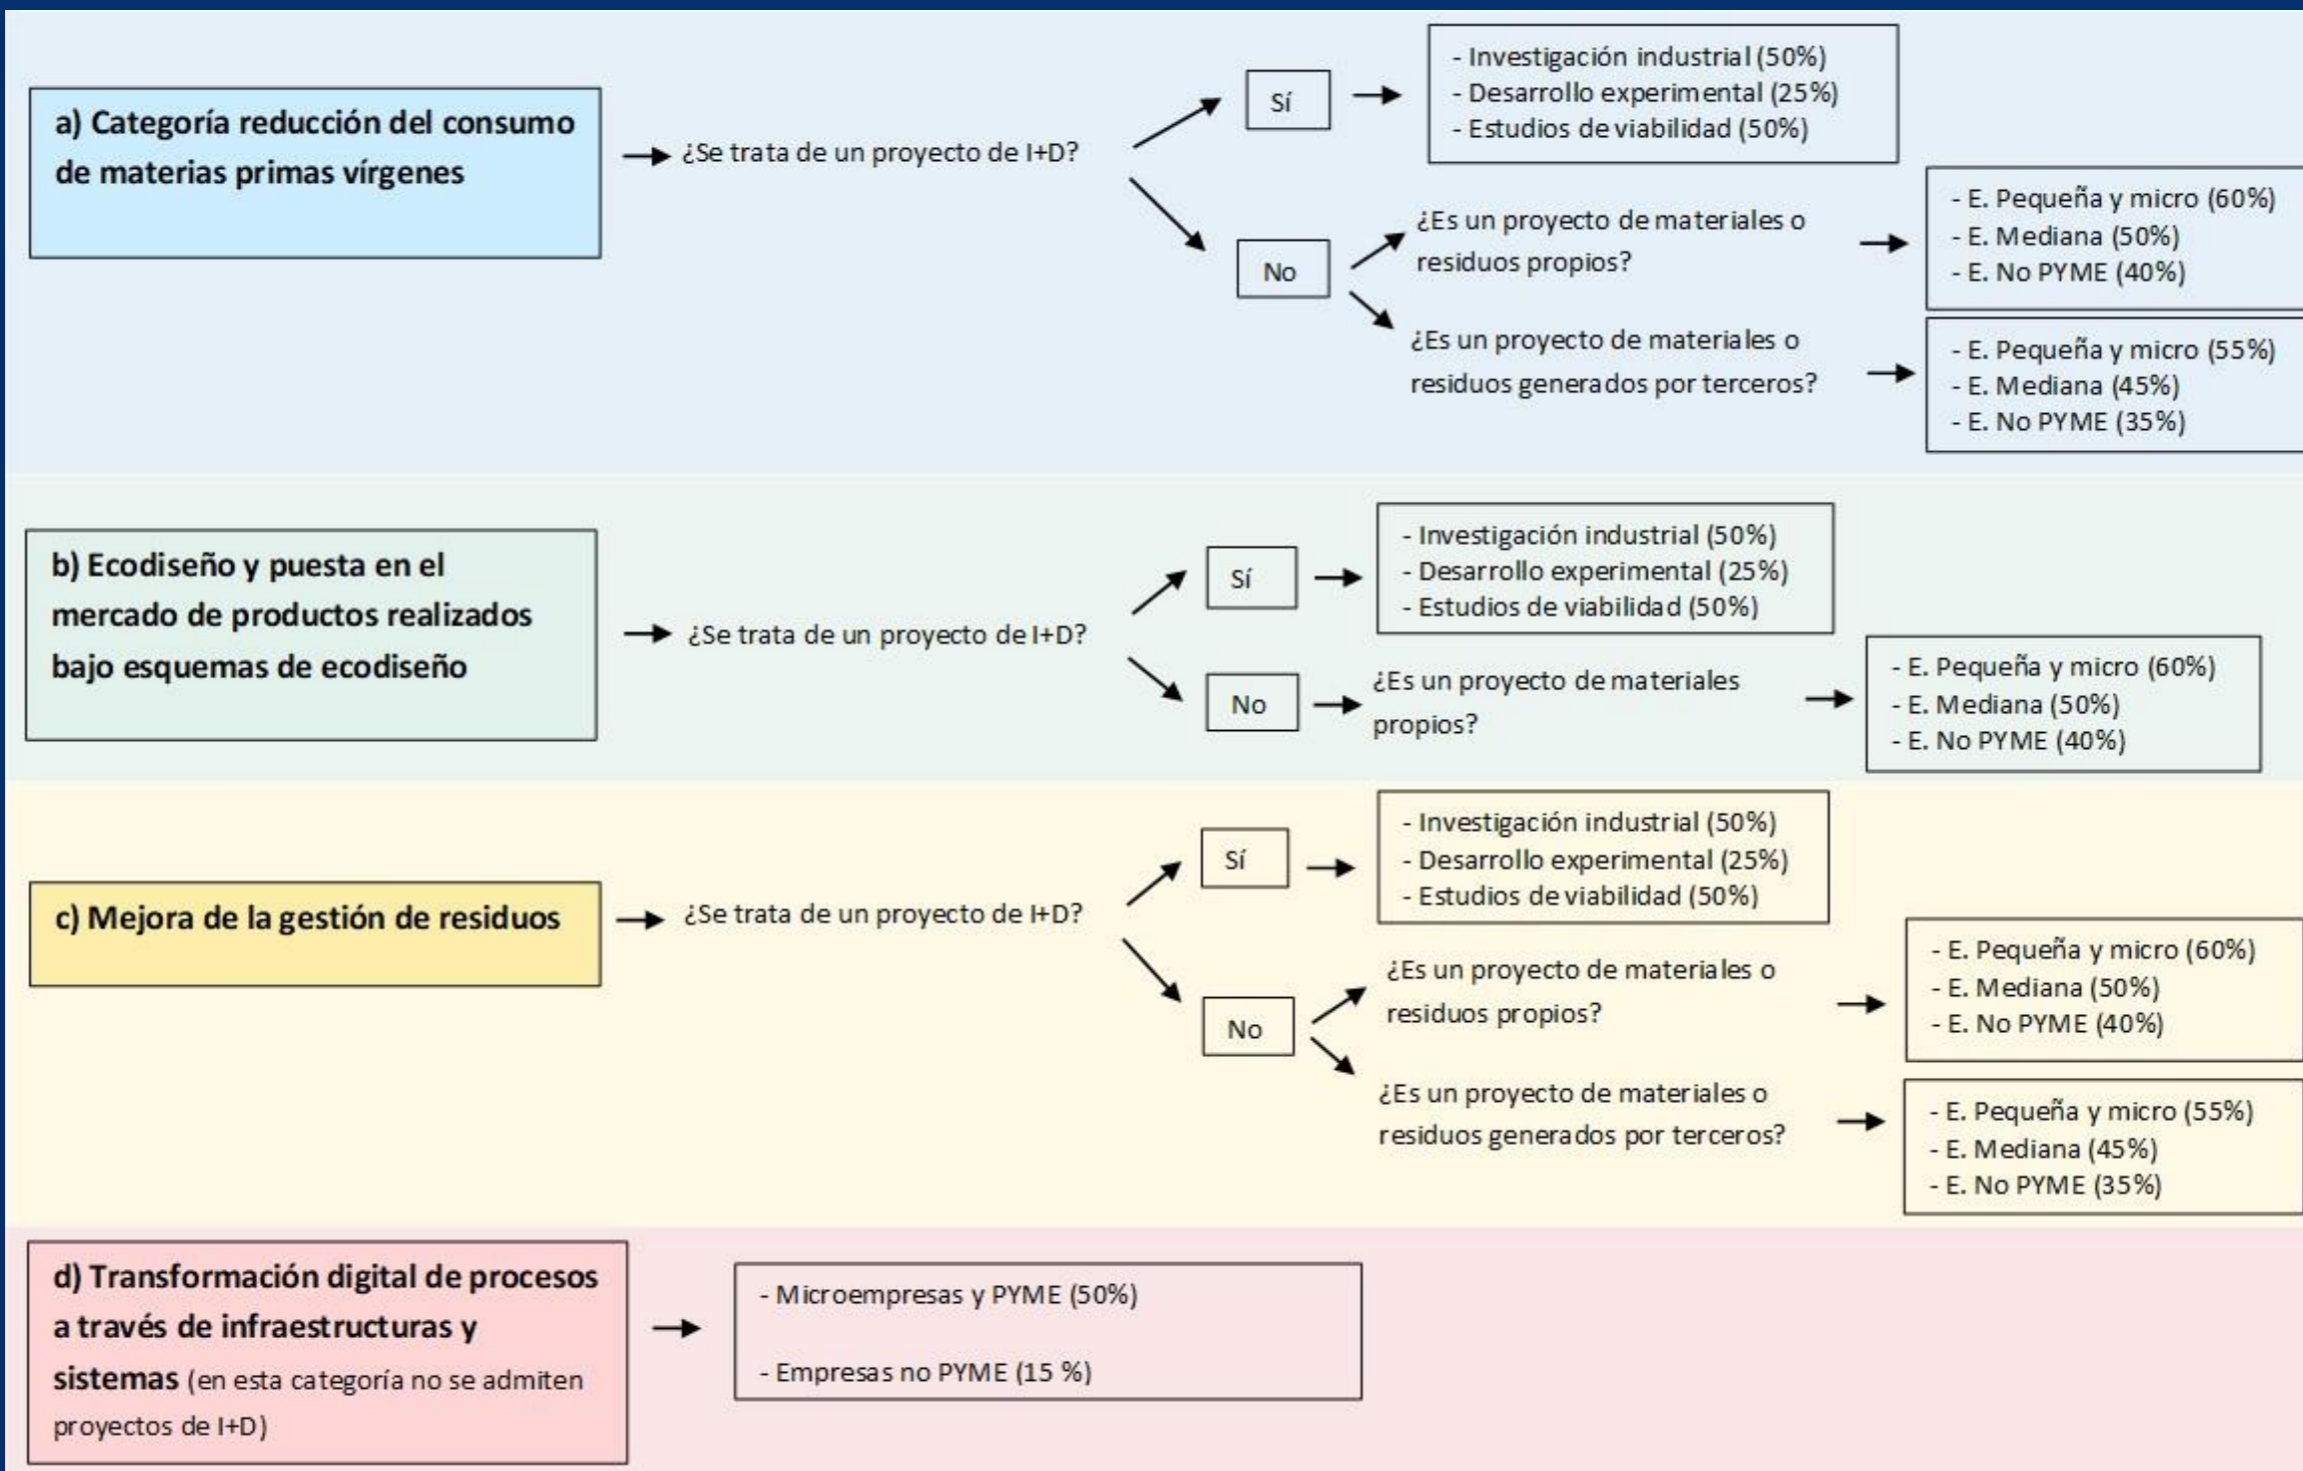 a) Categoría reducción del consumo
de materias primas vírgenes
¿Se trata de un proyecto de I+D?
Sí
- Investigación industrial (50%)
- Desarrollo experimental (25%)
- Estudios de viabilidad (50%)
No
¿Es un proyecto de materiales o
residuos propios?
- E. Pequeña y micro (60%)
- E. Mediana (50%)
- E. No PYME (40%)
¿Es un proyecto de materiales o
residuos generados por terceros?
- E. Pequeña y micro (55%)
- E. Mediana (45%)
- E. No PYME (35%)
b) Ecodiseño y puesta en el
mercado de productos realizados
bajo esquemas de ecodiseño
¿Se trata de un proyecto de I+D?
Sí
- Investigación industrial (50%)
- Desarrollo experimental (25%)
- Estudios de viabilidad (50%)
No
¿Es un proyecto de materiales
propios?
- E. Pequeña y micro (60%)
- E. Mediana (50%)
- E. No PYME (40%)
c) Mejora de la gestión de residuos
¿Se trata de un proyecto de I+D?
Sí
- Investigación industrial (50%)
- Desarrollo experimental (25%)
- Estudios de viabilidad (50%)
No
¿Es un proyecto de materiales o
residuos propios?
- E. Pequeña y micro (60%)
- E. Mediana (50%)
- E. No PYME (40%)
¿Es un proyecto de materiales o
residuos generados por terceros?
- E. Pequeña y micro (55%)
- E. Mediana (45%)
- E. No PYME (35%)
d) Transformación digital de procesos
a través de infraestructuras y
sistemas (en esta categoría no se admiten
proyectos de I+D)
- Microempresas y PYME (50%)
- Empresas no PYME (15 %)